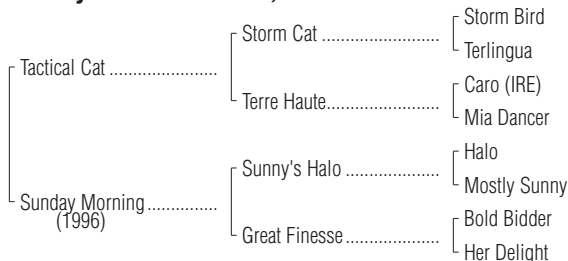 Storm Bird
Storm Cat
Terlingua
Tactical Cat
Caro (IRE)
Terre Haute
Mia Dancer
Halo
Sunny's Halo
Mostly Sunny
Sunday Morning
(1996)
Bold Bidder
Great Finesse
Her Delight